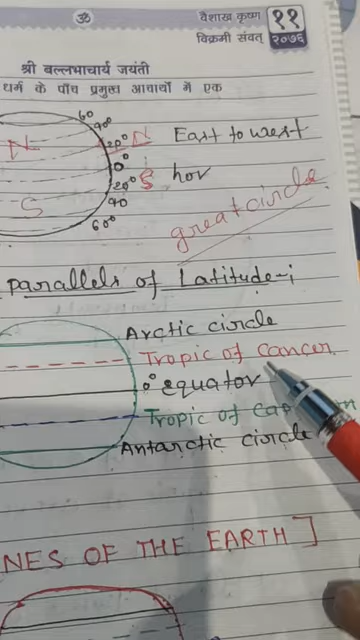 ॐ
वैशाख कृष्ण ११
विक्रमी संवत् २०७६
श्री बल्लभाचार्य जयंती
धर्म के पाँच प्रमुख आचार्यों में एक
60
40
N 20° N East to west
0°
20° S hor
S 40
60°
great circle
parallels of Latitude-;
Arctic circle
Tropic of Cancer
0° equator
Tropic of Cap n
Antarctic circle
NES OF THE EARTH ]